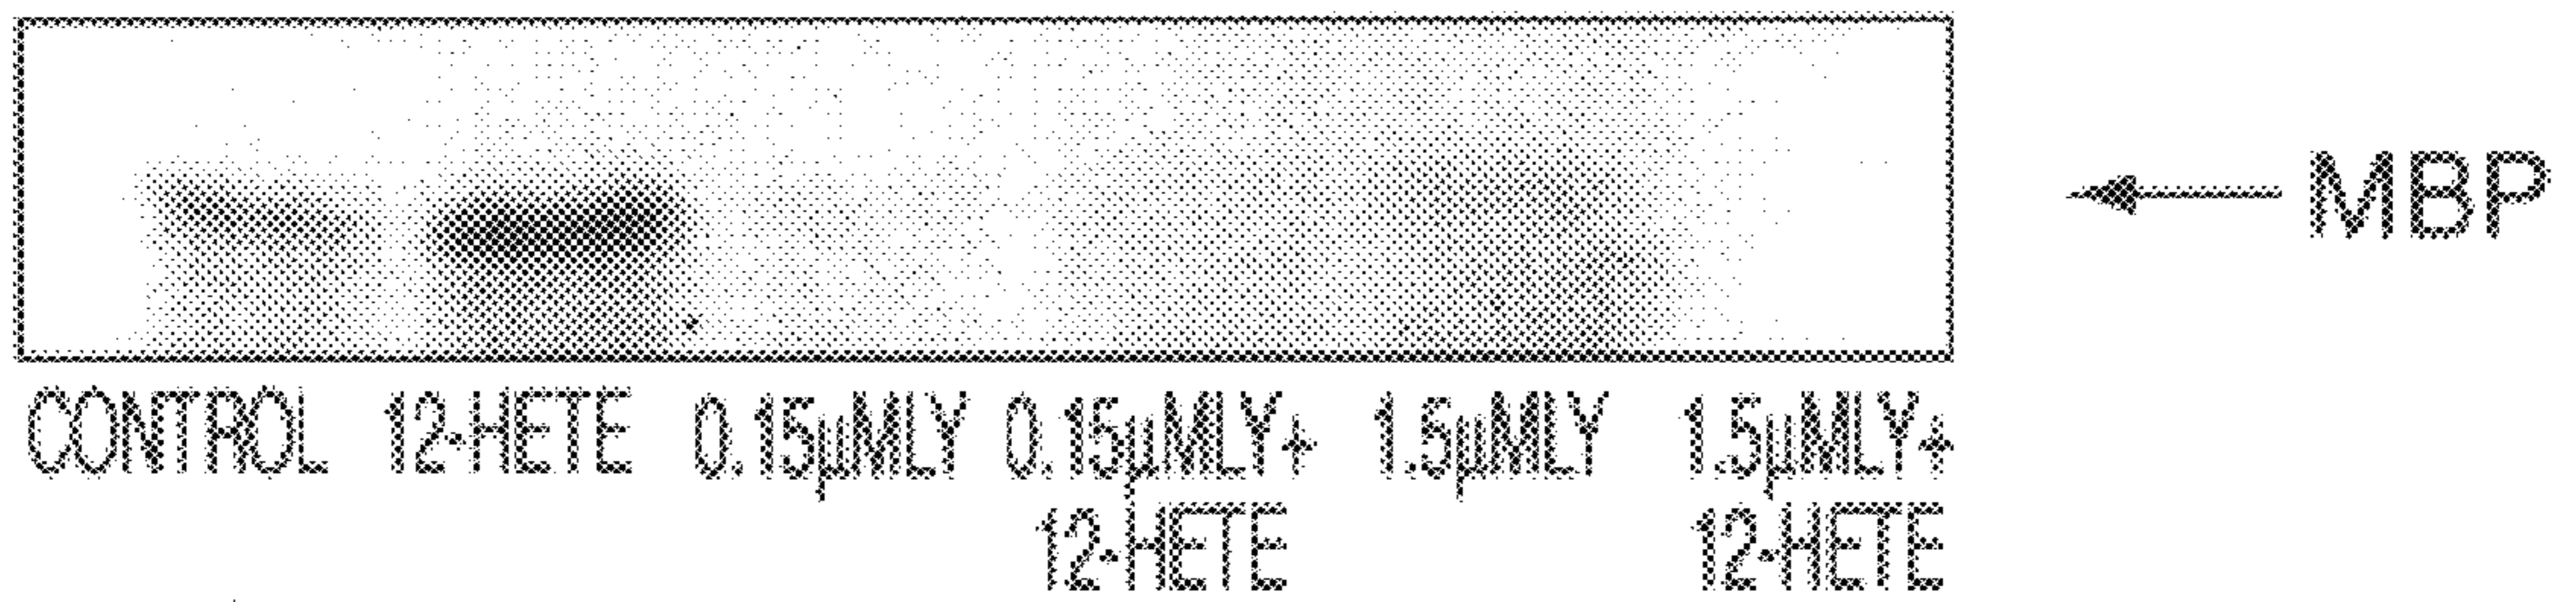 MBP
CONTROL 12-HETE 0.15µMLY 0.15µMLY+ 1.5µMLY 1.5µMLY+
12-HETE 12-HETE